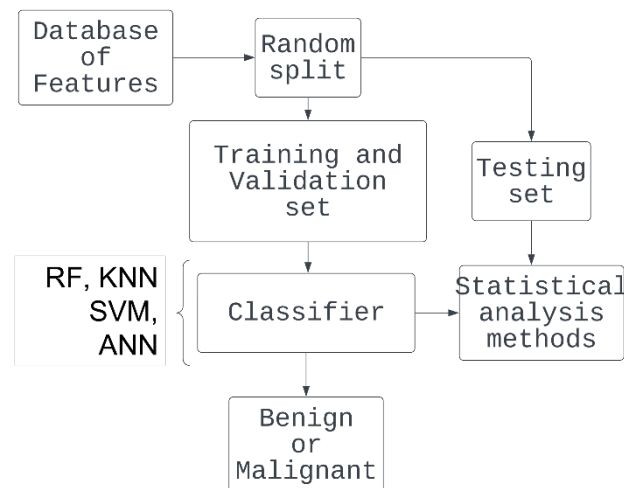 Database
of
Features
Random
split
Training and
Validation
set
Testing
set
RF, KNN
SVM,
ANN
Classifier
Statistical
analysis
methods
Benign
or
Malignant